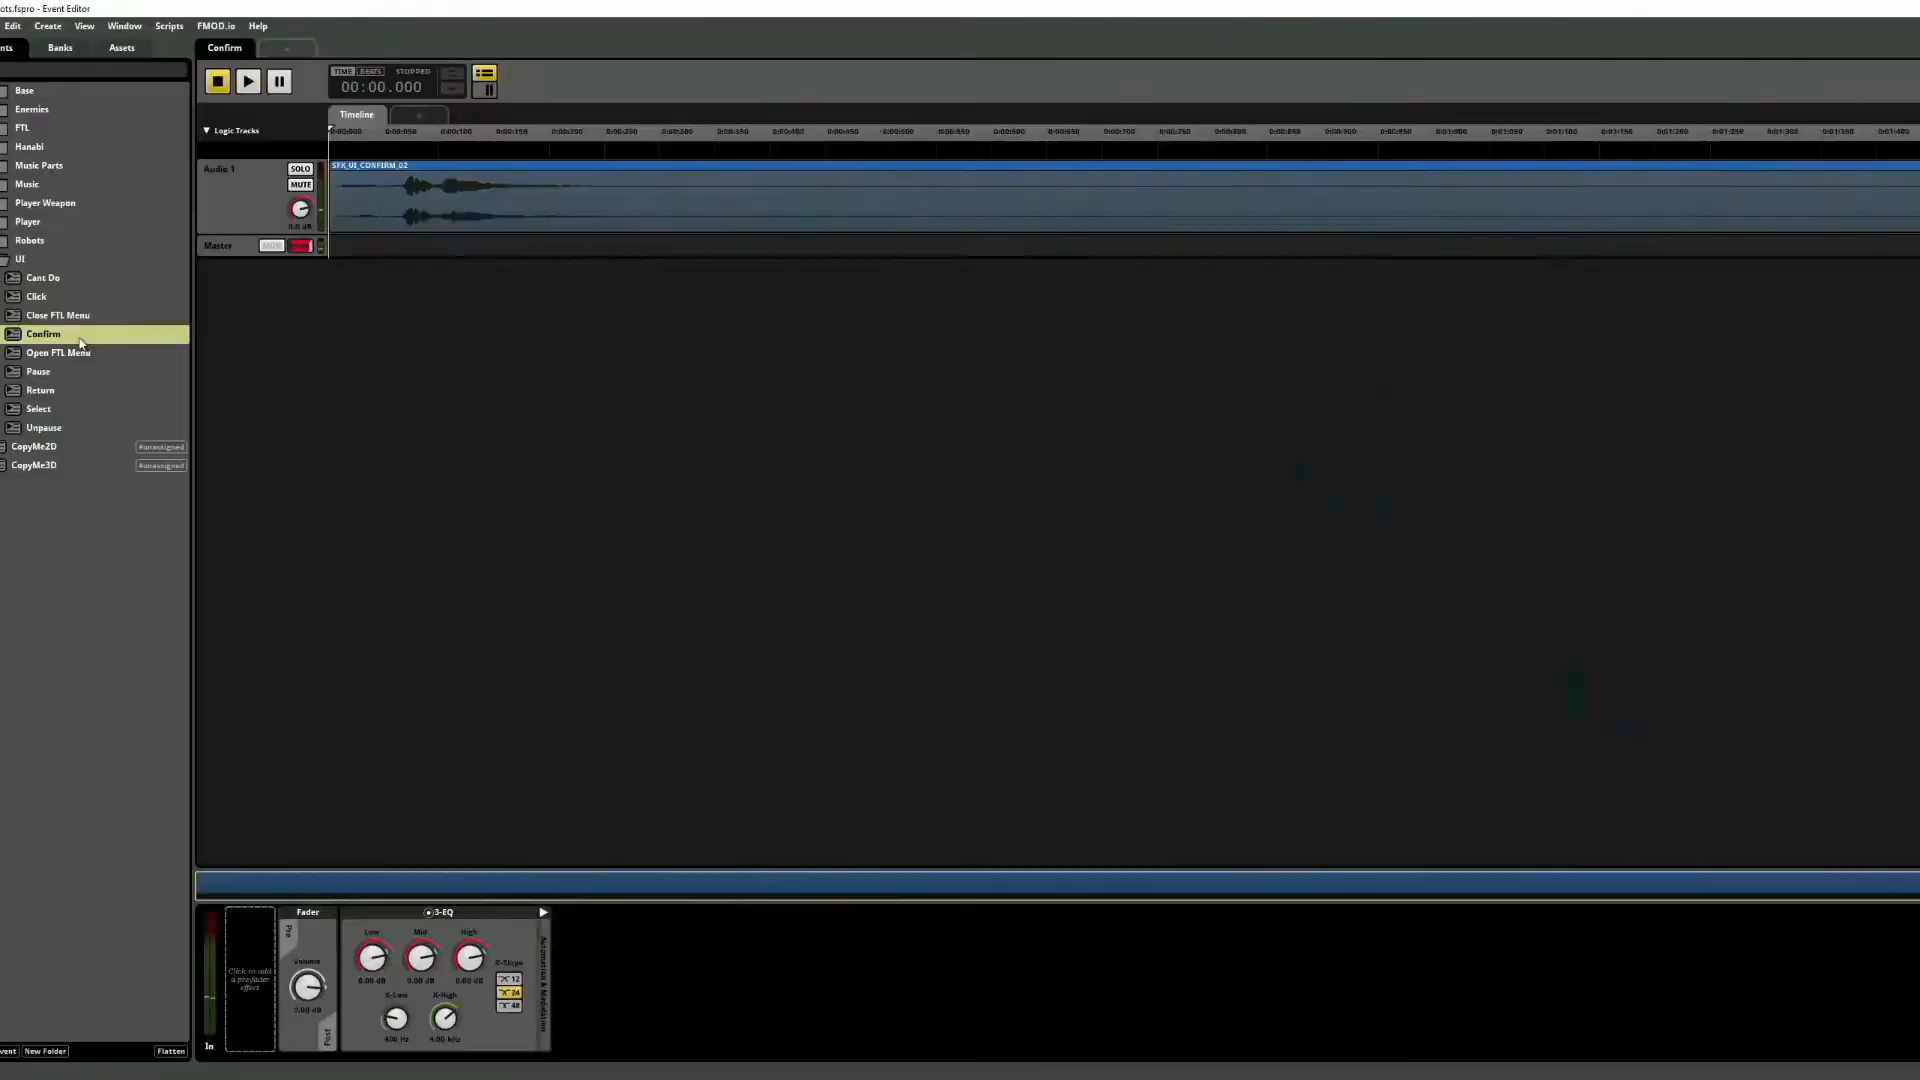 ots.fspro - Event Editor
Edit Create View Window Scripts FMOD.io Help
nts Banks Assets Confirm
TIME BEATS STOPPED
00:00.000
Timeline
Logic Tracks
0:00:000 0:00:050 0:00:100 0:00:150 0:00:200 0:00:250 0:00:300 0:00:350 0:00:400 0:00:450 0:00:500 0:00:550 0:00:600 0:00:650 0:00:700 0:00:750 0:00:800 0:00:850 0:00:900 0:00:950 0:01:000 0:01:050 0:01:100 0:01:150 0:01:200 0:01:250 0:01:300 0:01:350 0:01:400
Audio 1 SOLO
MUTE
0.0 dB
SFX_UI_CONFIRM_02
Master
Base
Enemies
FTL
Hanabi
Music Parts
Music
Player Weapon
Player
Robots
UI
Cant Do
Click
Close FTL Menu
Confirm
Open FTL Menu
Pause
Return
Select
Unpause
CopyMe2D #unassigned
CopyMe3D #unassigned
vent New Folder Flatten
In
Click to add
a pre-fader
effect
Fader
Pre
Volume
Post
3-EQ
Low Mid High
0.00 dB 0.00 dB 0.00 dB
X-Low X-High
400 Hz 4.00 kHz
X-Slope
12
24
48
Automation & Modulation